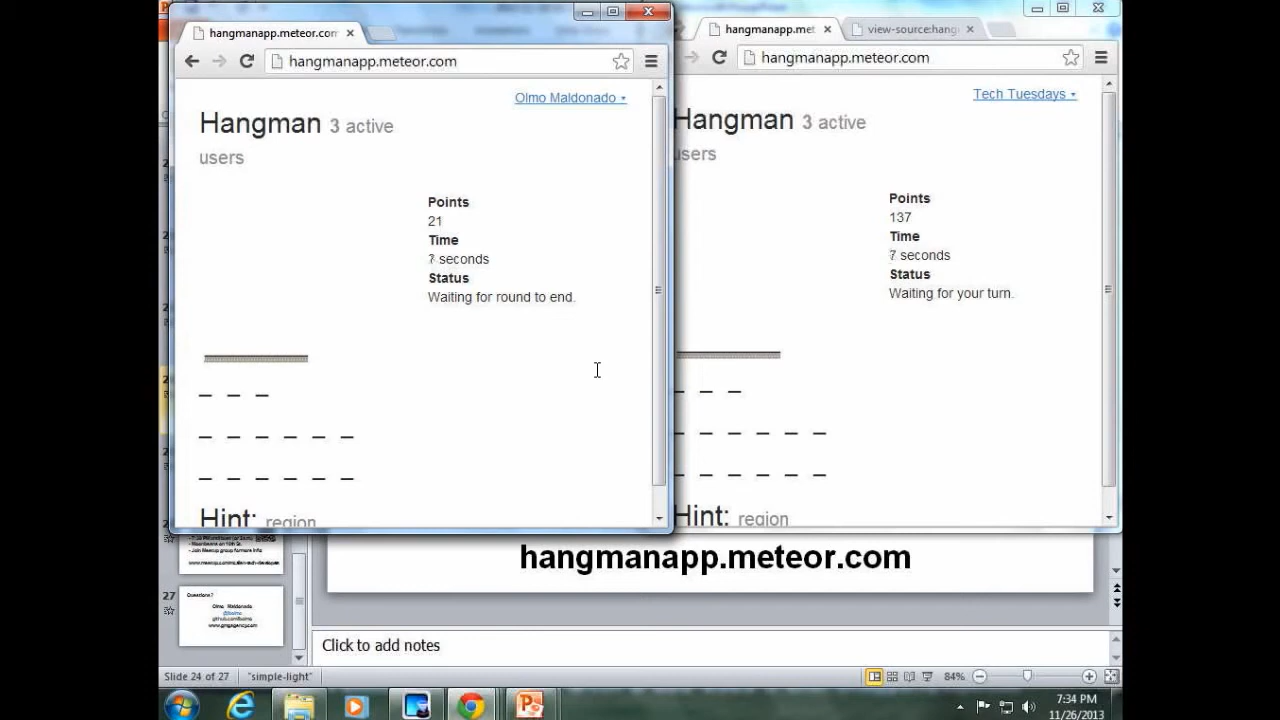 hangmanapp.meteor.com
hangmanapp.meteor.com
Olmo Maldonado
Hangman 3 active
users
Points
21
Time
7 seconds
Status
Waiting for round to end.
_ _ _
_ _ _ _ _ _
_ _ _ _ _ _
Hint: region
hangmanapp.met
view-source:hang
hangmanapp.meteor.com
Tech Tuesdays
Hangman 3 active
users
Points
137
Time
7 seconds
Status
Waiting for your turn.
_ _ _
_ _ _ _ _ _
_ _ _ _ _ _
Hint: region
27
Questions?
Olmo Maldonado
hangmanapp.meteor.com
Click to add notes
Slide 24 of 27
"simple-light"
84%
7:34 PM
11/26/2013